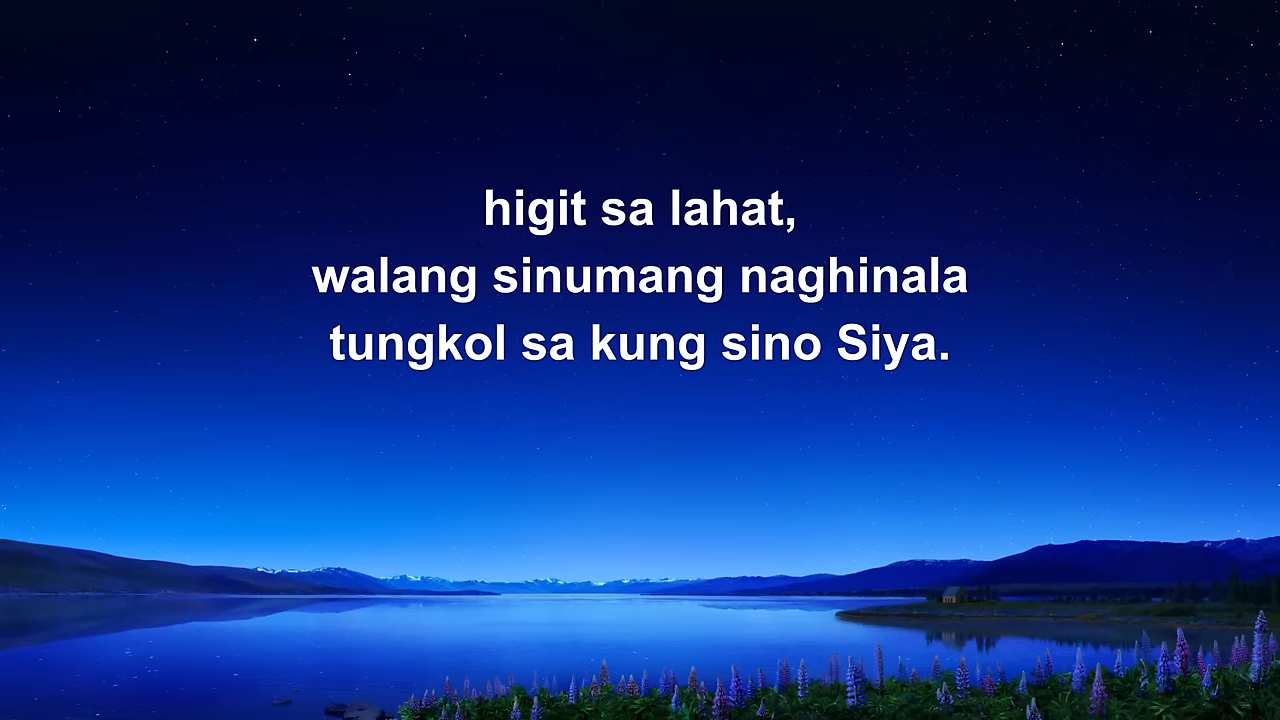 higit sa lahat,
walang sinumang naghinala
tungkol sa kung sino Siya.